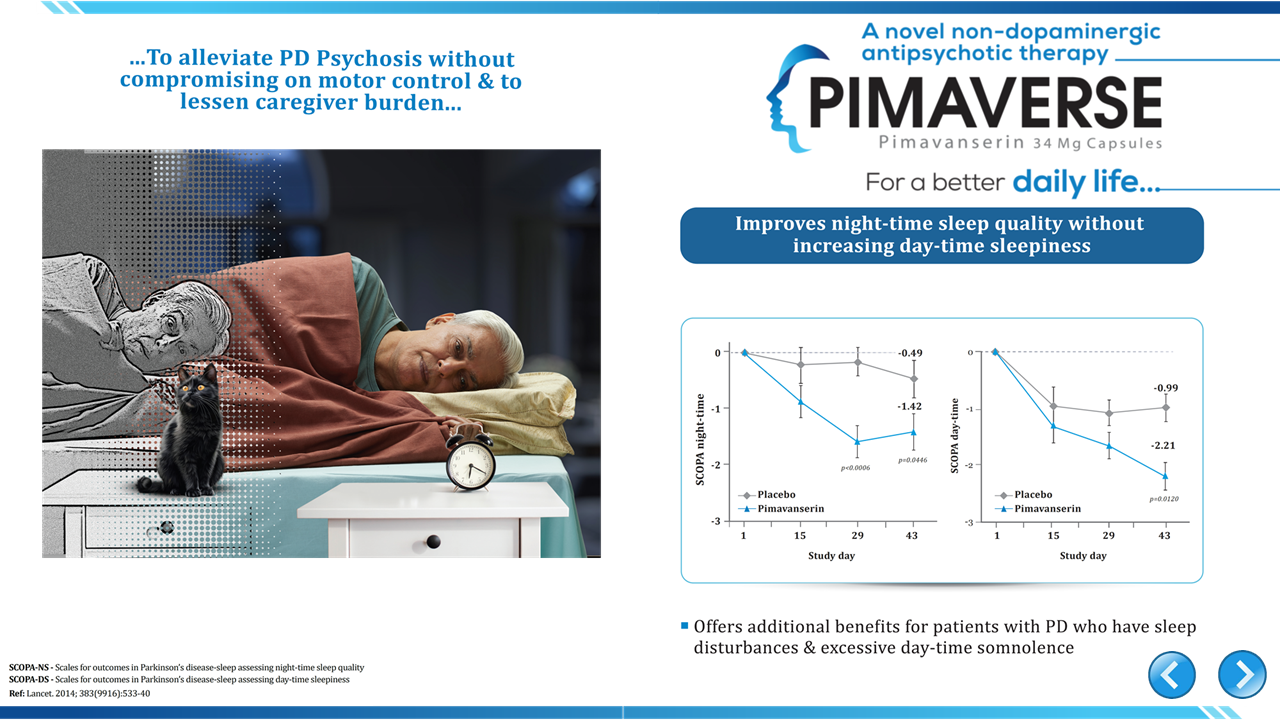 ...To alleviate PD Psychosis without
compromising on motor control & to
lessen caregiver burden...
A novel non-dopaminergic
antipsychotic therapy
PIMAVERSE
Pimavanserin 34 Mg Capsules
For a better daily life...
Improves night-time sleep quality without
increasing day-time sleepiness
SCOPA night-time
0
-1
-2
-3
-0.49
-1.42
p<0.0006
p=0.0446
Placebo
Pimavanserin
1 15 29 43
Study day
SCOPA day-time
0
-1
-2
-3
-0.99
-2.21
p=0.0120
Placebo
Pimavanserin
1 15 29 43
Study day
Offers additional benefits for patients with PD who have sleep
disturbances & excessive day-time somnolence
SCOPA-NS - Scales for outcomes in Parkinson's disease-sleep assessing night-time sleep quality
SCOPA-DS - Scales for outcomes in Parkinson's disease-sleep assessing day-time sleepiness
Ref: Lancet. 2014; 383(9916):533-40